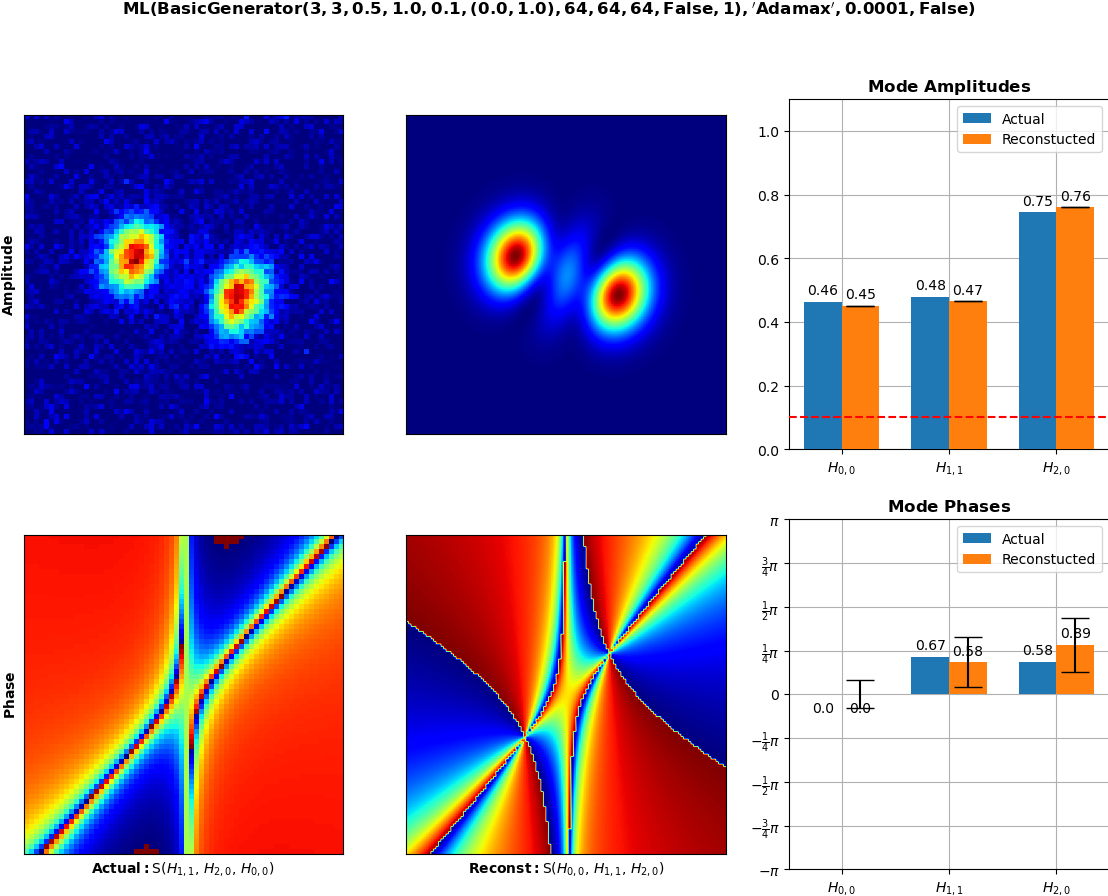 ML(BasicGenerator(3, 3, 0.5, 1.0, 0.1, (0.0, 1.0), 64, 64, 64, False, 1), ′Adamax′, 0.0001, False)
Amplitude
Mode Amplitudes
Actual
Reconstucted
1.0
0.8
0.6
0.4
0.2
0.0
0.46
0.45
0.48
0.47
0.75
0.76
H0,0
H1,1
H2,0
Phase
Actual: S(H1,1, H2,0, H0,0)
Reconst: S(H0,0, H1,1, H2,0)
Mode Phases
Actual
Reconstucted
π
3/4π
1/2π
1/4π
0
−1/4π
−1/2π
−3/4π
−π
0.0
0.0
0.67
0.58
0.58
0.89
H0,0
H1,1
H2,0